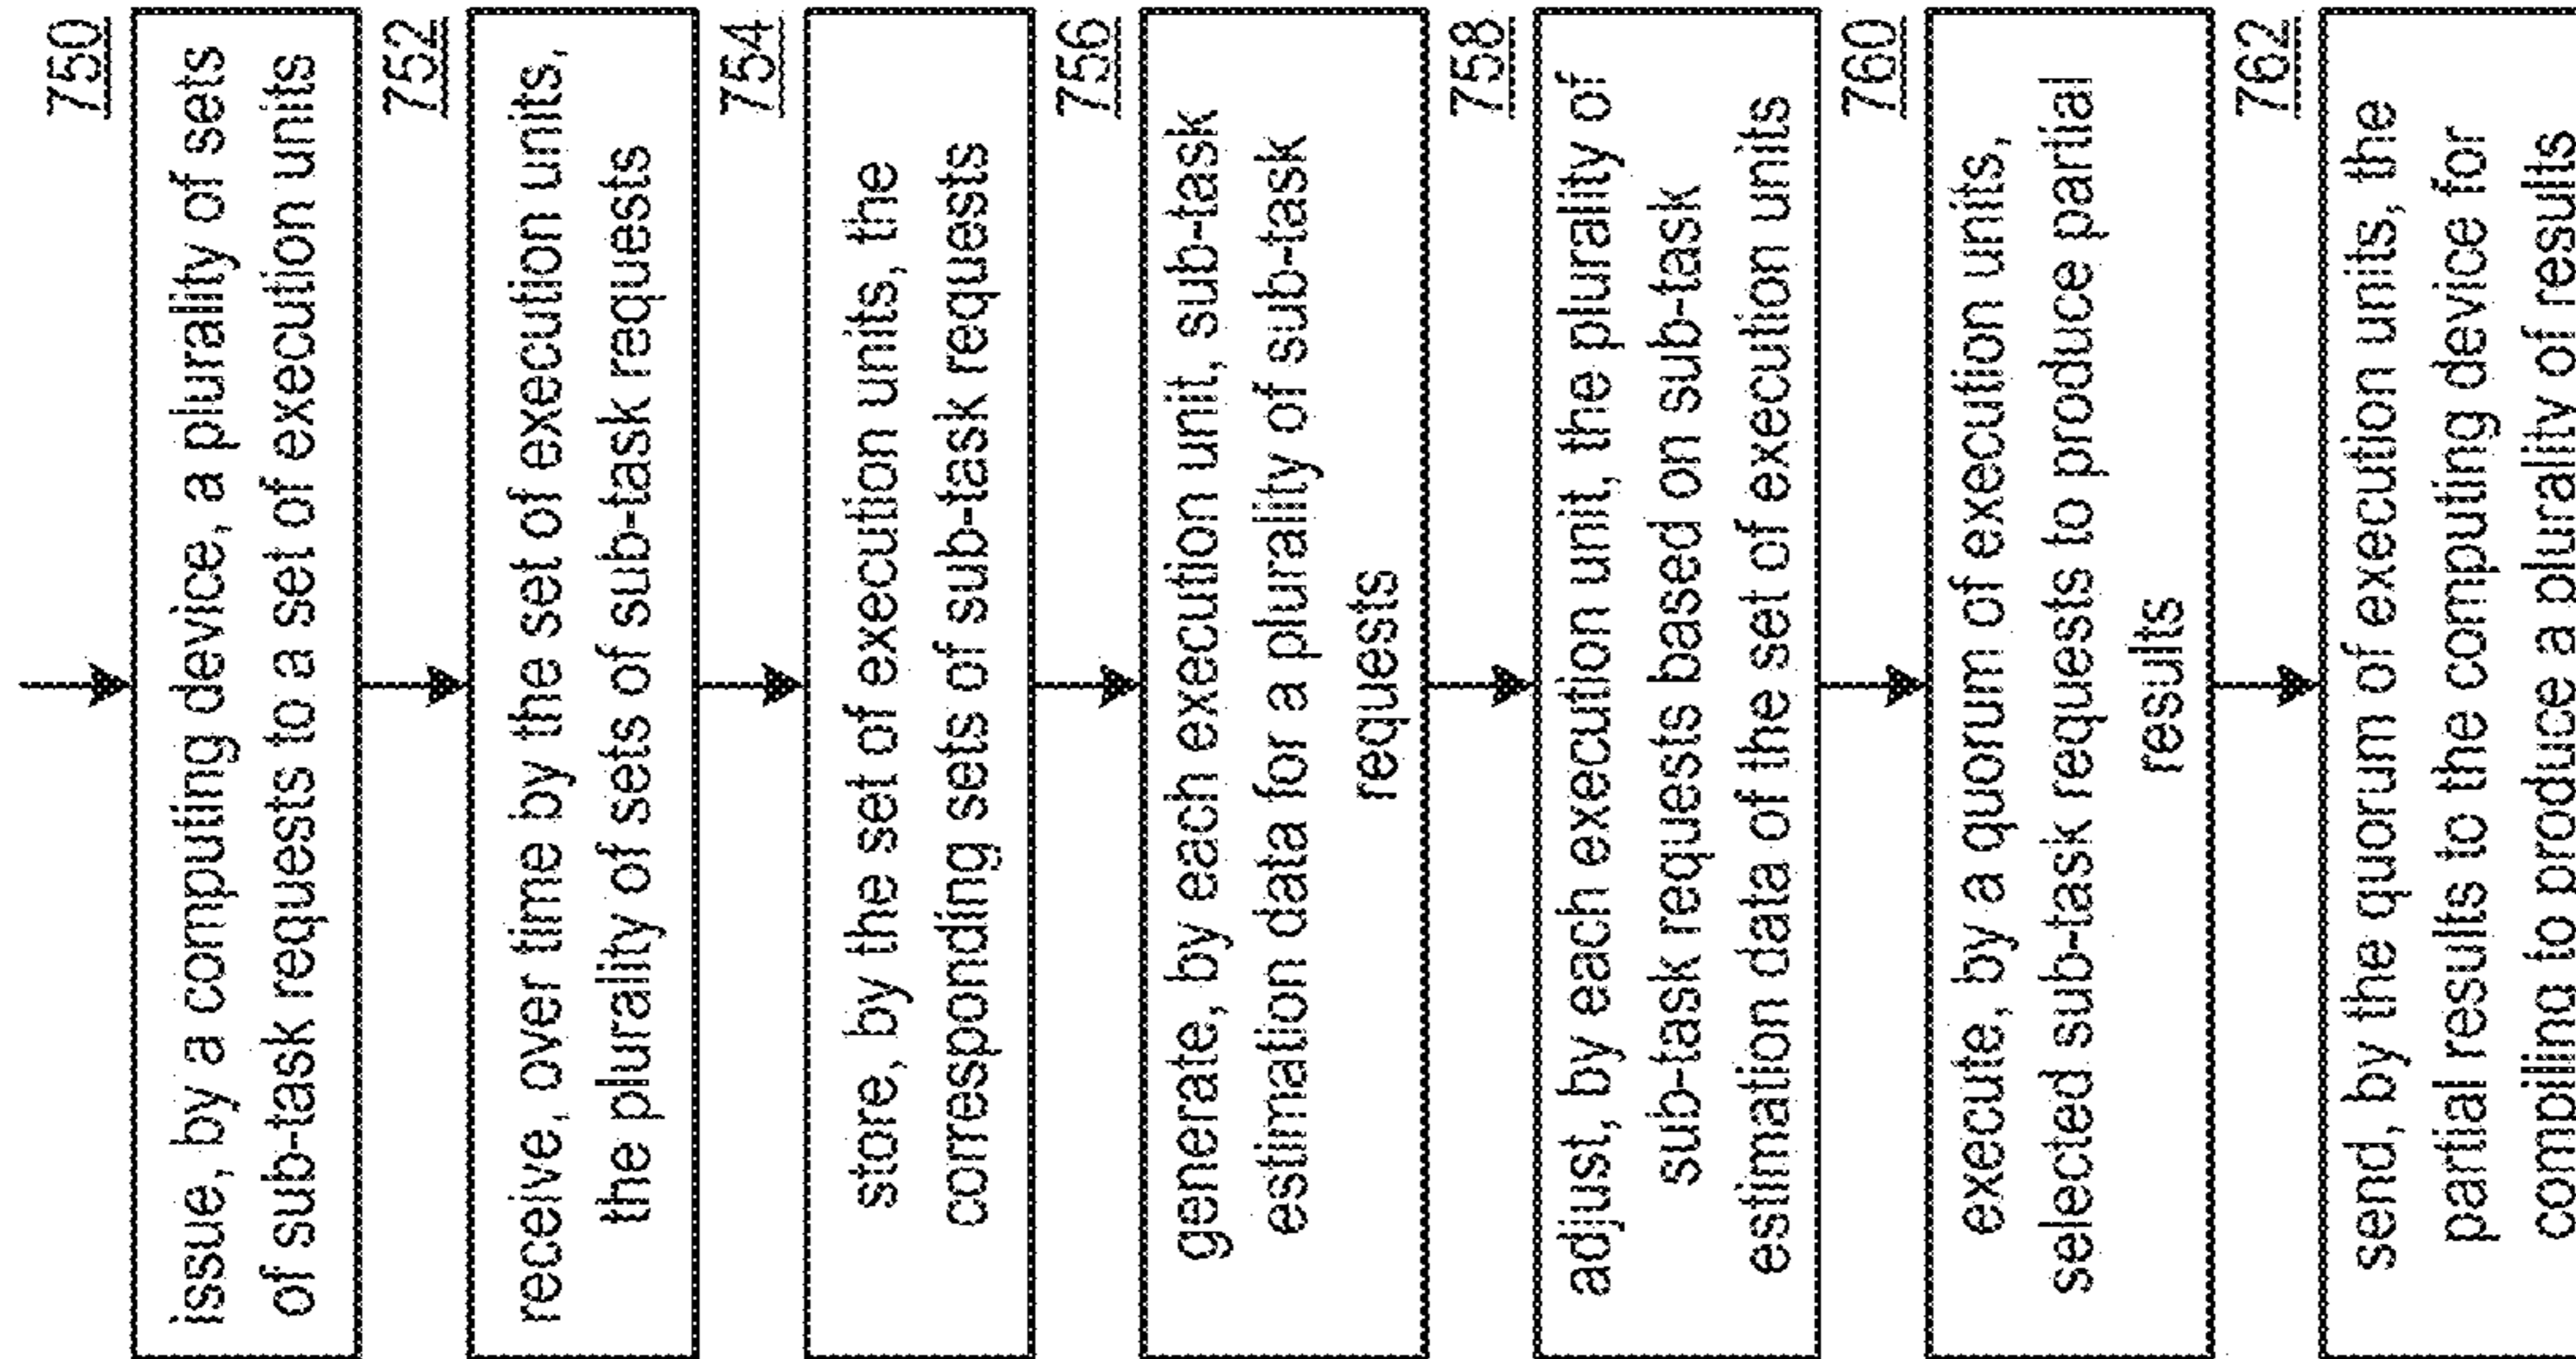 750
issue, by a computing device, a plurality of sets
of sub-task requests to a set of execution units
752
receive, over time by the set of execution units,
the plurality of sets of sub-task requests
754
store, by the set of execution units, the
corresponding sets of sub-task requests
756
generate, by each execution unit, sub-task
estimation data for a plurality of sub-task
requests
758
adjust, by each execution unit, the plurality of
sub-task requests based on sub-task
estimation data of the set of execution units
760
execute, by a quorum of execution units,
selected sub-task requests to produce partial
results
762
send, by the quorum of execution units, the
partial results to the computing device for
compiling to produce a plurality of results